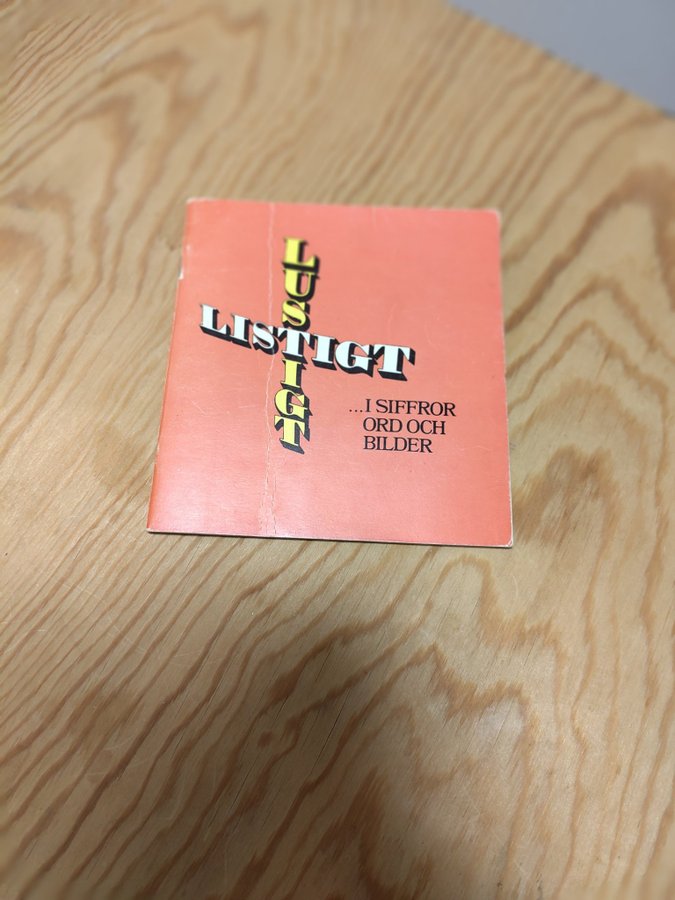 LUSTIGT
LISTIGT
...I SIFFROR
ORD OCH
BILDER